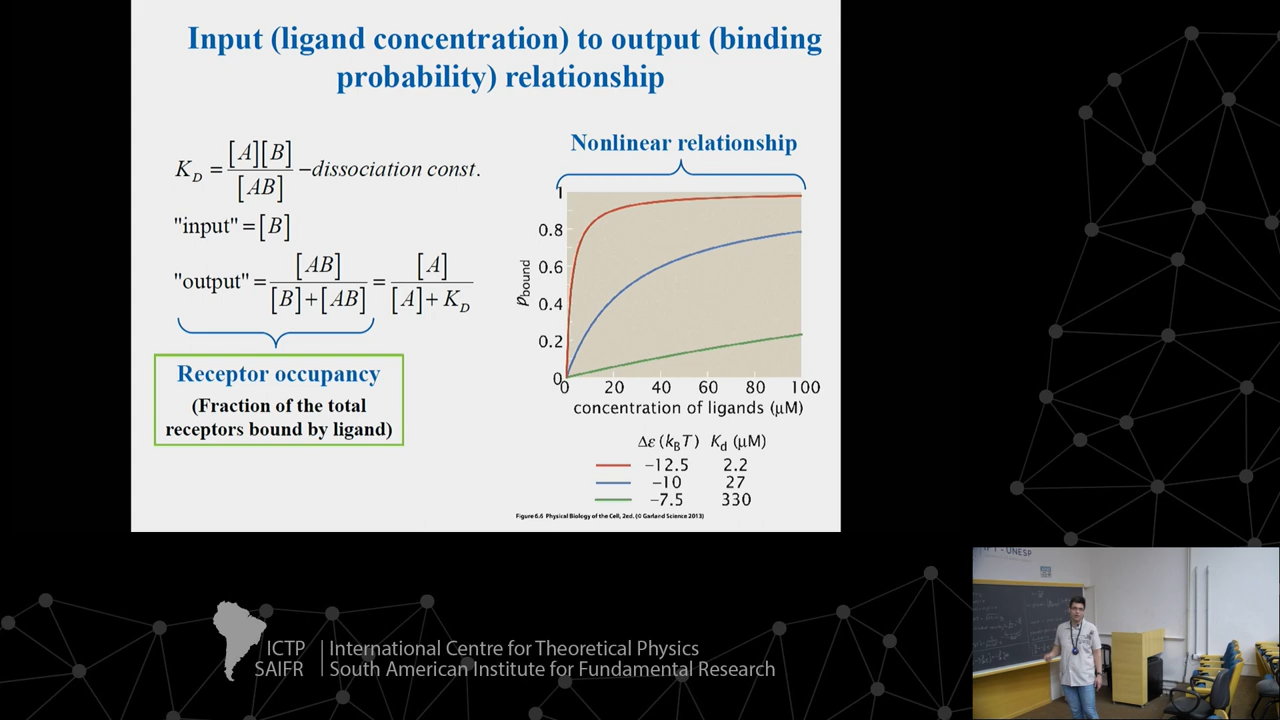 Input (ligand concentration) to output (binding
probability) relationship
K_D = [A][B] / [AB] −dissociation const.
"input" = [B]
"output" = [AB] / [B]+[AB] = [A] / [A]+K_D
Receptor occupancy
(Fraction of the total
receptors bound by ligand)
Nonlinear relationship
1
0.8
0.6
0.4
0.2
0
p_bound
0 20 40 60 80 100
concentration of ligands (µM)
Δε (k_BT) K_d (µM)
−12.5 2.2
−10 27
−7.5 330
Figure 6.6 Physical Biology of the Cell, 2ed. (© Garland Science 2013)
IFT - UNESP
ICTP International Centre for Theoretical Physics
SAIFR South American Institute for Fundamental Research